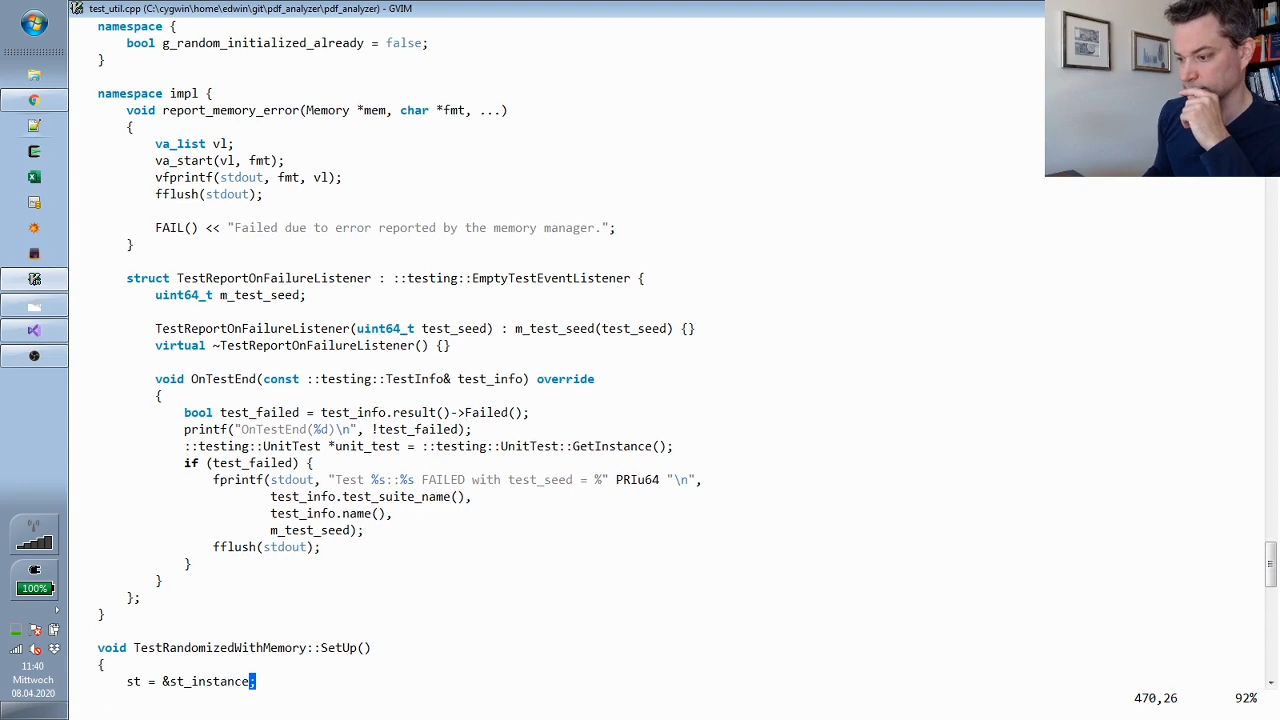 test_util.cpp (C:\cygwin\home\edwin\git\pdf_analyzer\pdf_analyzer) - GVIM
namespace {
bool g_random_initialized_already = false;
}
namespace impl {
void report_memory_error(Memory *mem, char *fmt, ...)
{
va_list vl;
va_start(vl, fmt);
vfprintf(stdout, fmt, vl);
fflush(stdout);
FAIL() << "Failed due to error reported by the memory manager.";
}
struct TestReportOnFailureListener : ::testing::EmptyTestEventListener {
uint64_t m_test_seed;
TestReportOnFailureListener(uint64_t test_seed) : m_test_seed(test_seed) {}
virtual ~TestReportOnFailureListener() {}
void OnTestEnd(const ::testing::TestInfo& test_info) override
{
bool test_failed = test_info.result()->Failed();
printf("OnTestEnd(%d)\n", !test_failed);
::testing::UnitTest *unit_test = ::testing::UnitTest::GetInstance();
if (test_failed) {
fprintf(stdout, "Test %s::%s FAILED with test_seed = %" PRIu64 "\n",
test_info.test_suite_name(),
test_info.name(),
m_test_seed);
fflush(stdout);
}
}
};
}
void TestRandomizedWithMemory::SetUp()
{
st = &st_instance;
470,26 92%
100%
11:40
Mittwoch
08.04.2020